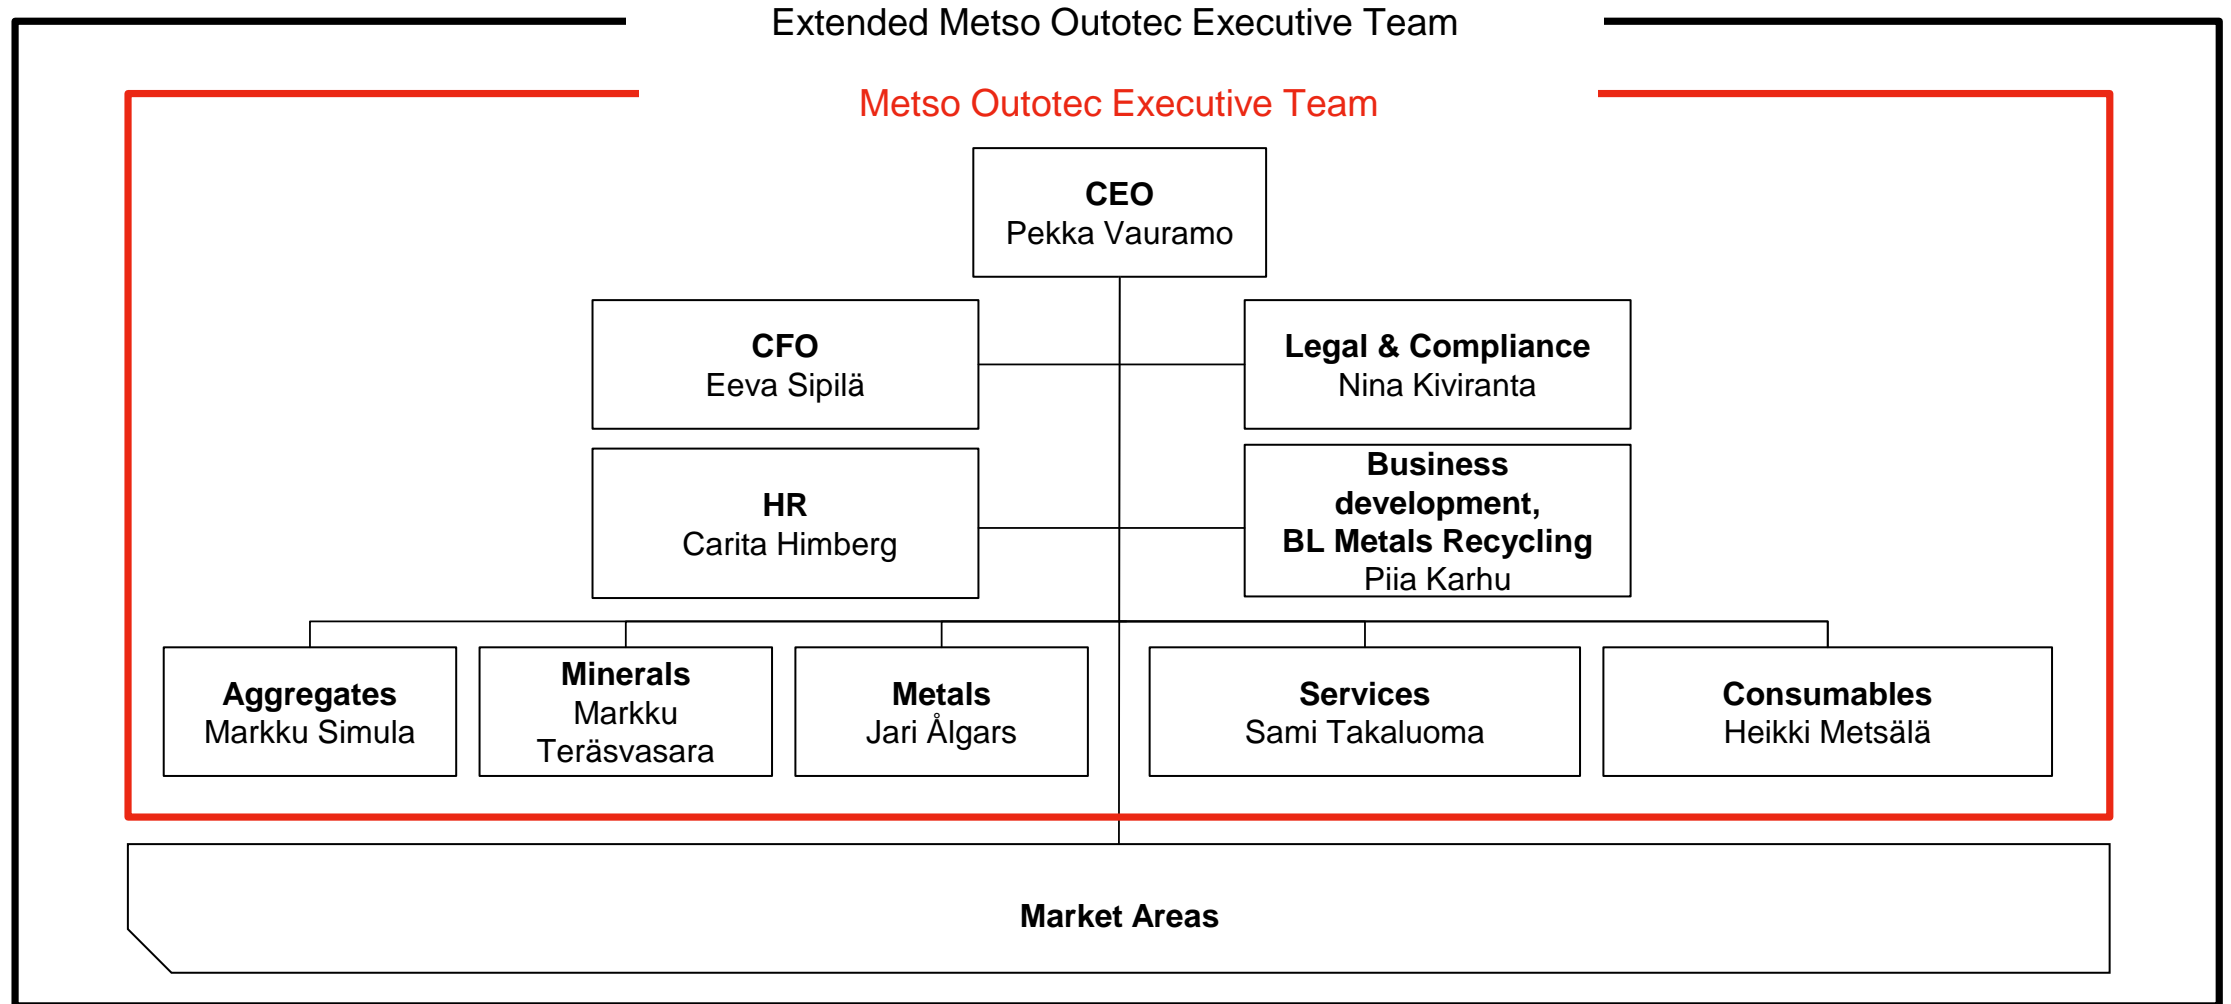 Extended Metso Outotec Executive Team
Metso Outotec Executive Team
CEO
Pekka Vauramo
CFO
Eeva Sipilä
Legal & Compliance
Nina Kiviranta
HR
Carita Himberg
Business
development,
BL Metals Recycling
Piia Karhu
Aggregates
Markku Simula
Minerals
Markku
Teräsvasara
Metals
Jari Ålgars
Services
Sami Takaluoma
Consumables
Heikki Metsälä
Market Areas